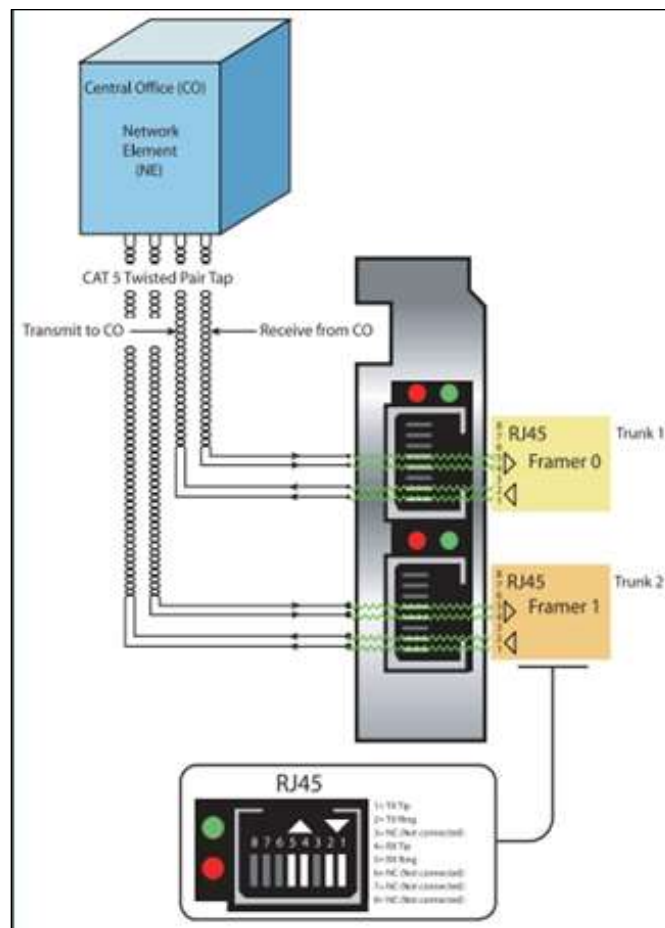 Central Office (CO)
Network
Element
(NE)
CAT 5 Twisted Pair Tap
Transmit to CO
Receive from CO
RJ45
Trunk 1
Framer 0
RJ45
Trunk 2
Framer 1
RJ45
8 7 6 5 4 3 2 1
1= TX Tip
2= TX Ring
3= NC (Not connected)
4= RX Tip
5= RX Ring
6= NC (Not connected)
7= NC (Not connected)
8= NC (Not connected)